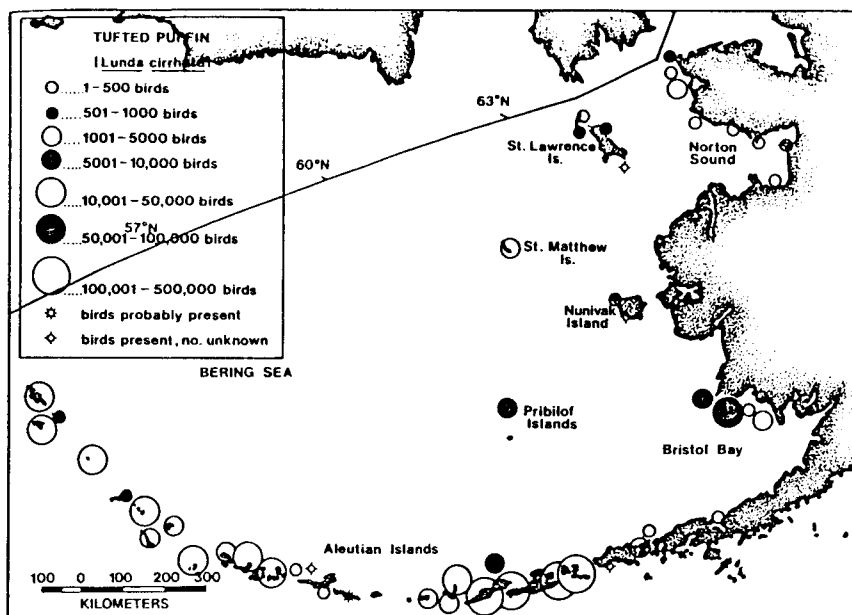 TUFTED PUFFIN
(Lunda cirrhata)
.....1-500 birds
.....501-1000 birds
.....1001-5000 birds
.....5001-10,000 birds
.....10,001-50,000 birds
.....50,001-100,000 birds
.....100,001-500,000 birds
birds probably present
birds present, no. unknown
57°N
60°N
63°N
St. Lawrence
Is.
Norton
Sound
St. Matthew
Is.
Nunivak
Island
BERING SEA
Pribilof
Islands
Bristol Bay
Aleutian Islands
100 0 100 200 300
KILOMETERS